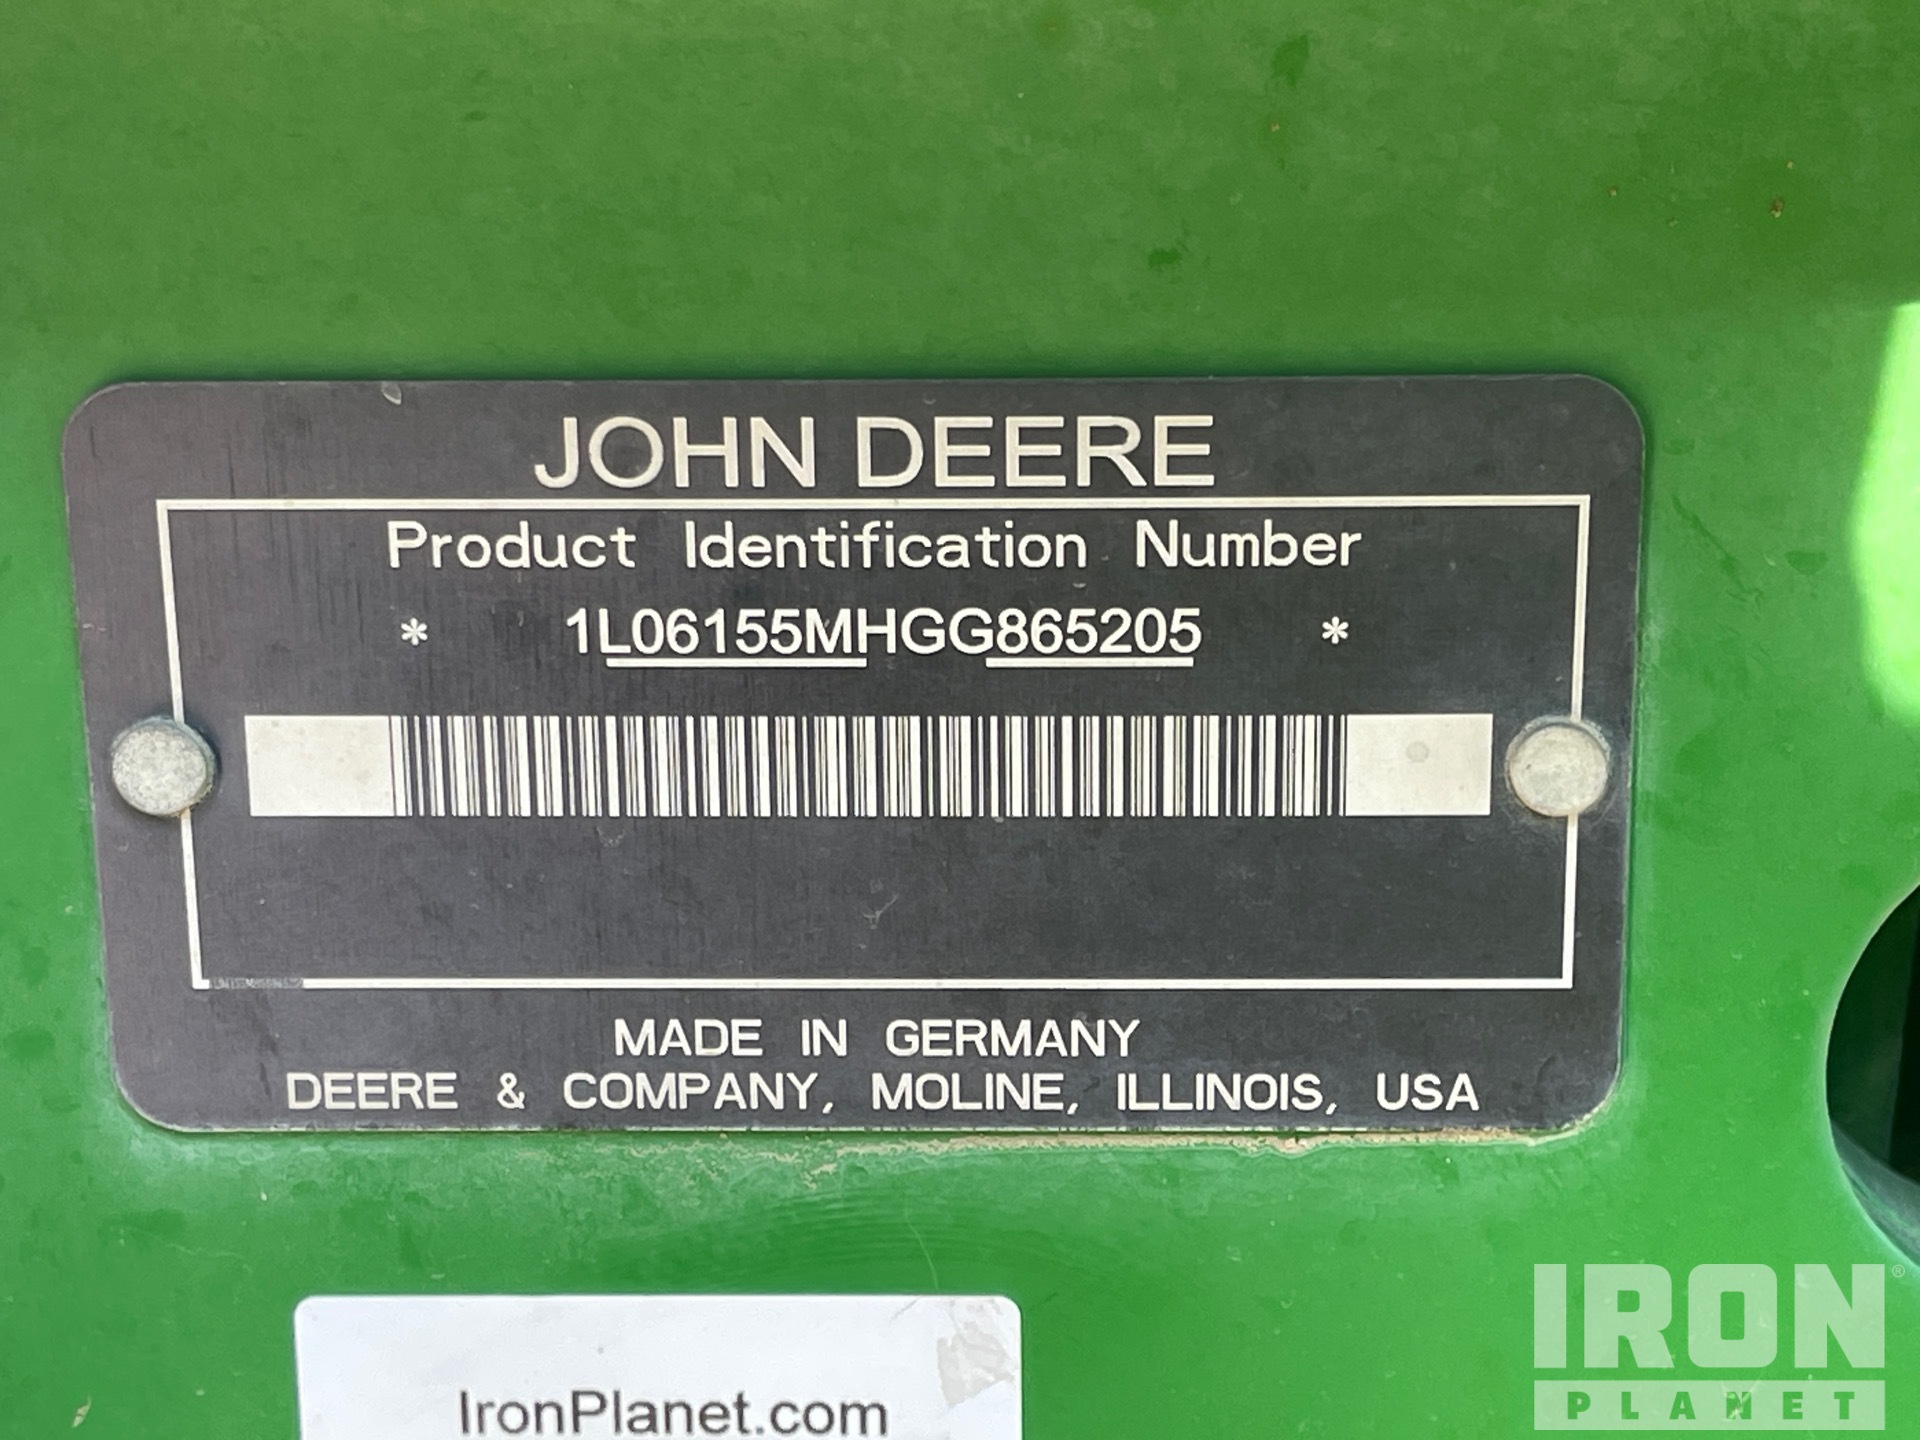 JOHN DEERE
Product Identification Number
* 1L06155MHGG865205 *
MADE IN GERMANY
DEERE & COMPANY, MOLINE, ILLINOIS, USA
IronPlanet.com
IRON®
PLANET